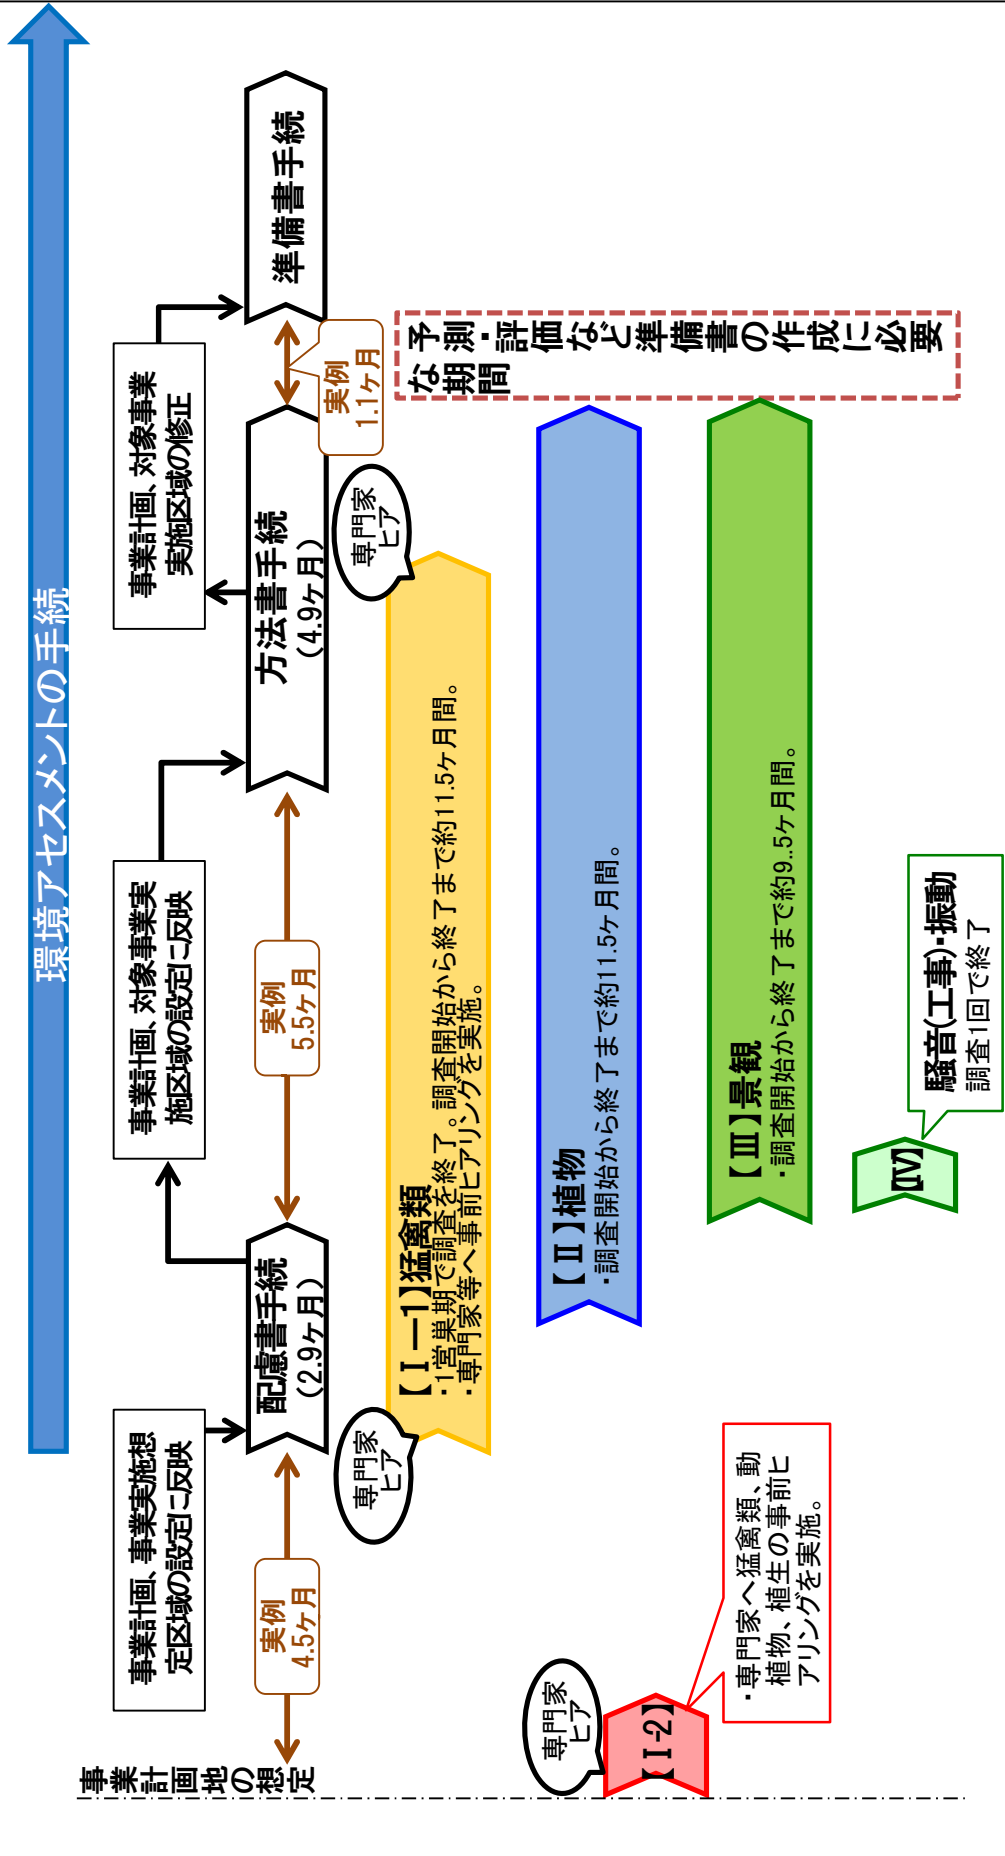 環境アセスメントの手続
事業計画、事業実施想
定区域の設定に反映
事業計画、対象事業実
施区域の設定に反映
事業計画、対象事業
実施区域の修正
事業計画地の想定
実例
4.5ヶ月
配慮書手続
（2.9ヶ月）
実例
5.5ヶ月
方法書手続
（4.9ヶ月）
実例
1.1ヶ月
準備書手続
専門家
ヒア
専門家
ヒア
【Ⅰ－1】猛禽類
・1営巣期で調査を終了。調査開始から終了まで約11.5ヶ月間。
・専門家等へ事前ヒアリングを実施。
予測・評価など準備書の作成に必要
な期間
専門家
ヒア
【Ⅰ-2】
・専門家へ猛禽類、動
植物、植生の事前ヒ
アリングを実施。
【Ⅱ】植物
・調査開始から終了まで約11.5ヶ月間。
【Ⅲ】景観
・調査開始から終了まで約9..5ヶ月間。
【Ⅳ】
騒音(工事)・振動
調査1回で終了